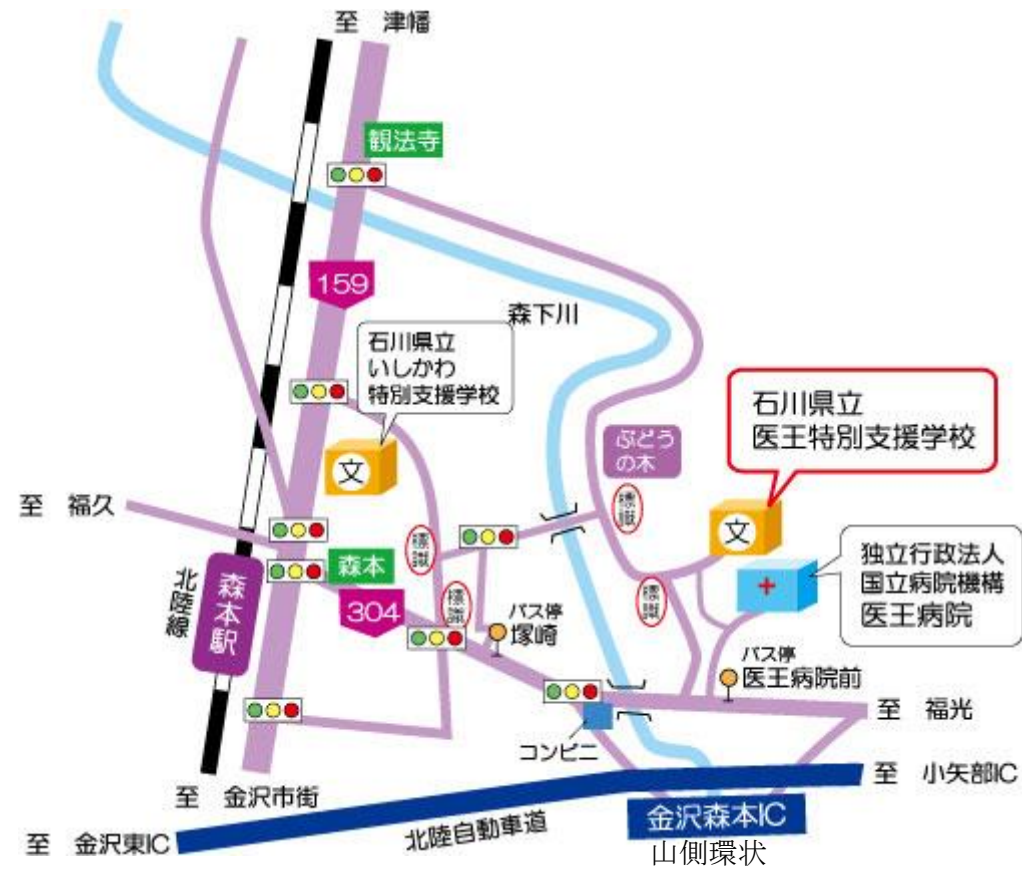 至 津幡
観法寺
159
森下川
石川県立
いしかわ
特別支援学校
文
石川県立
医王特別支援学校
ぶどう
の木
標識
文
至 福久
標識
独立行政法人
国立病院機構
医王病院
森本
森本駅
北陸線
304
標識
標識
バス停
塚崎
バス停
医王病院前
至 福光
コンビニ
至 小矢部IC
至 金沢市街
金沢森本IC
北陸自動車道
至 金沢東IC
山側環状